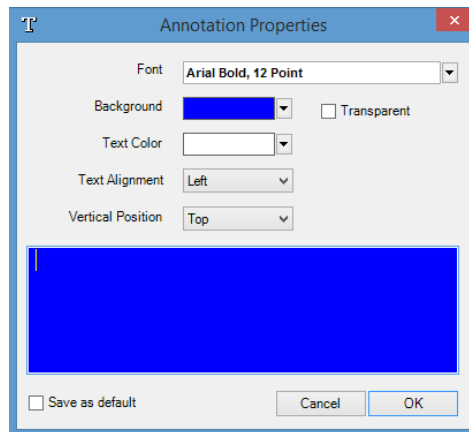 T Annotation Properties
Font Arial Bold, 12 Point
Background Transparent
Text Color
Text Alignment Left
Vertical Position Top
Save as default Cancel OK